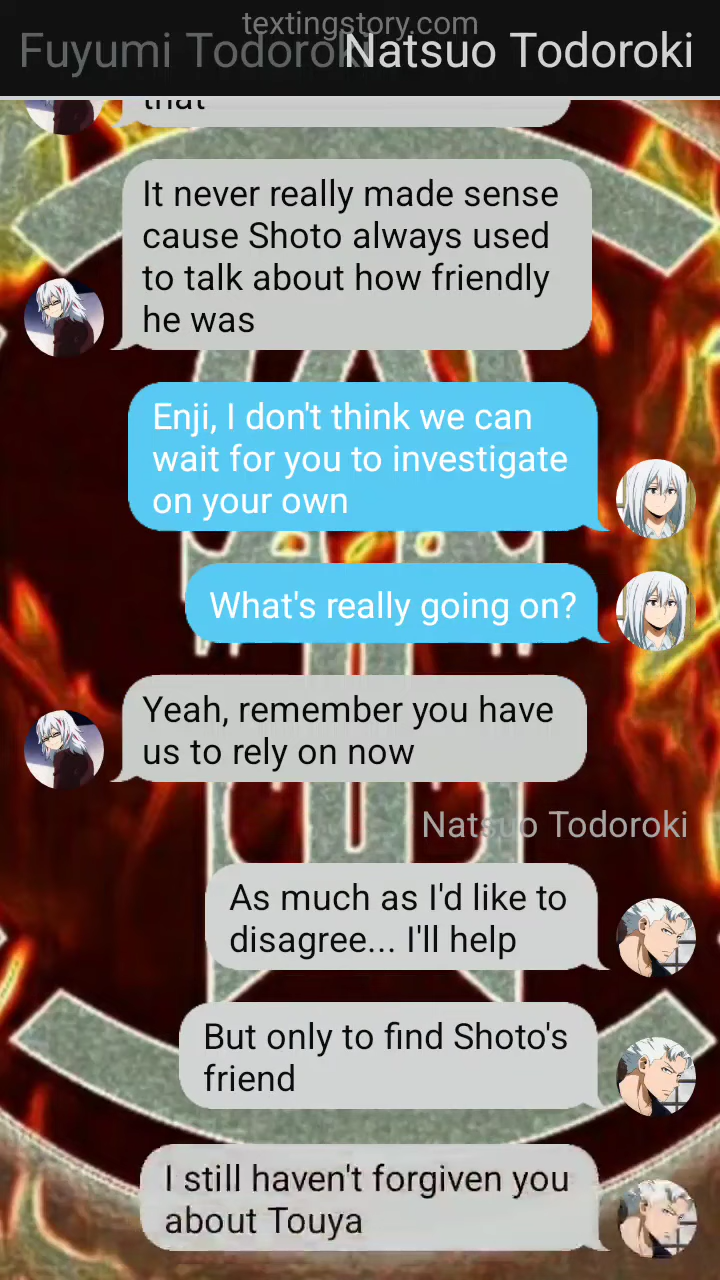 textingstory.com
Fuyumi Todorok
Natsuo Todoroki
that
It never really made sense
cause Shoto always used
to talk about how friendly
he was
Enji, I don't think we can
wait for you to investigate
on your own
What's really going on?
Yeah, remember you have
us to rely on now
Natsuo Todoroki
As much as I'd like to
disagree... I'll help
But only to find Shoto's
friend
I still haven't forgiven you
about Touya